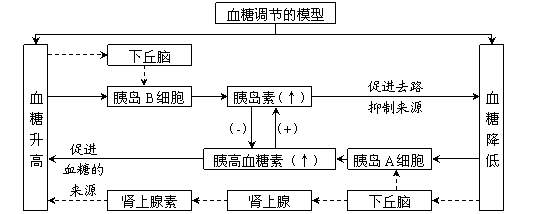 血糖调节的模型
下丘脑
血糖升高
胰岛B细胞
胰岛素(↑)
促进去路
抑制来源
血糖降低
(-)
(+)
促进
血糖的
来源
胰高血糖素(↑)
胰岛A细胞
肾上腺素
肾上腺
下丘脑